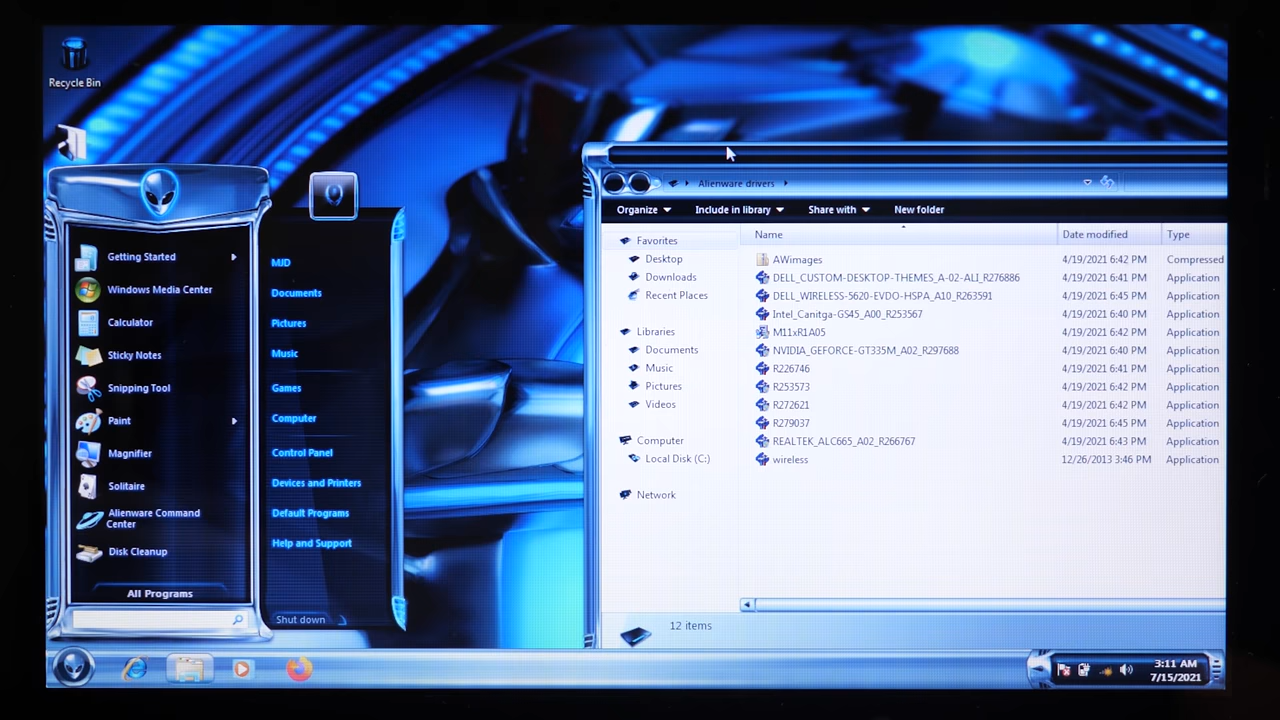 Recycle Bin
Getting Started
Windows Media Center
Calculator
Sticky Notes
Snipping Tool
Paint
Magnifier
Solitaire
Alienware Command
Center
Disk Cleanup
All Programs
MJD
Documents
Pictures
Music
Games
Computer
Control Panel
Devices and Printers
Default Programs
Help and Support
Shut down
Alienware drivers
Organize Include in library Share with New folder
Favorites
Desktop
Downloads
Recent Places
Libraries
Documents
Music
Pictures
Videos
Computer
Local Disk (C:)
Network
Name Date modified Type
AWimages 4/19/2021 6:42 PM Compressed
DELL_CUSTOM-DESKTOP-THEMES_A-02-ALI_R276886 4/19/2021 6:41 PM Application
DELL_WIRELESS-5620-EVDO-HSPA_A10_R263591 4/19/2021 6:45 PM Application
Intel_Canitga-GS45_A00_R253567 4/19/2021 6:40 PM Application
M11xR1A05 4/19/2021 6:42 PM Application
NVIDIA_GEFORCE-GT335M_A02_R297688 4/19/2021 6:40 PM Application
R226746 4/19/2021 6:41 PM Application
R253573 4/19/2021 6:42 PM Application
R272621 4/19/2021 6:42 PM Application
R279037 4/19/2021 6:45 PM Application
REALTEK_ALC665_A02_R266767 4/19/2021 6:43 PM Application
wireless 12/26/2013 3:46 PM Application
12 items
3:11 AM
7/15/2021